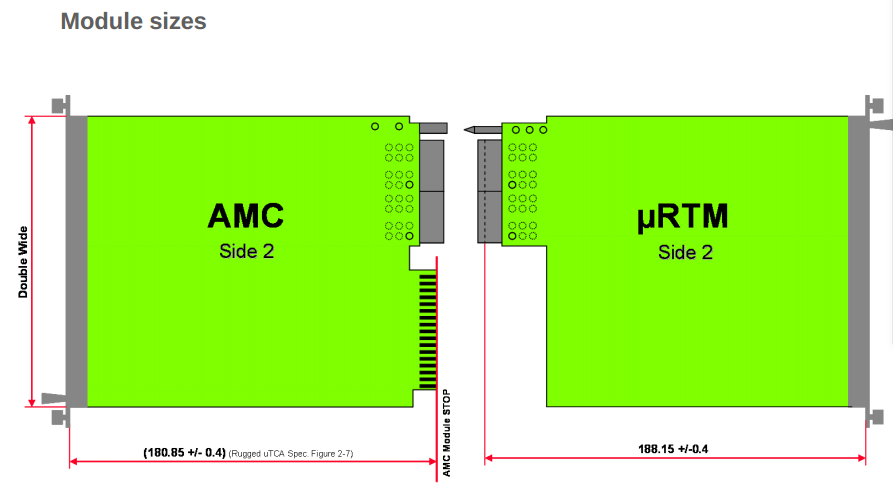 Module sizes
AMC
Side 2
µRTM
Side 2
Double Wide
AMC Module STOP
(180.85 +/- 0.4) (Rugged uTCA Spec. Figure 2-7)
188.15 +/-0.4